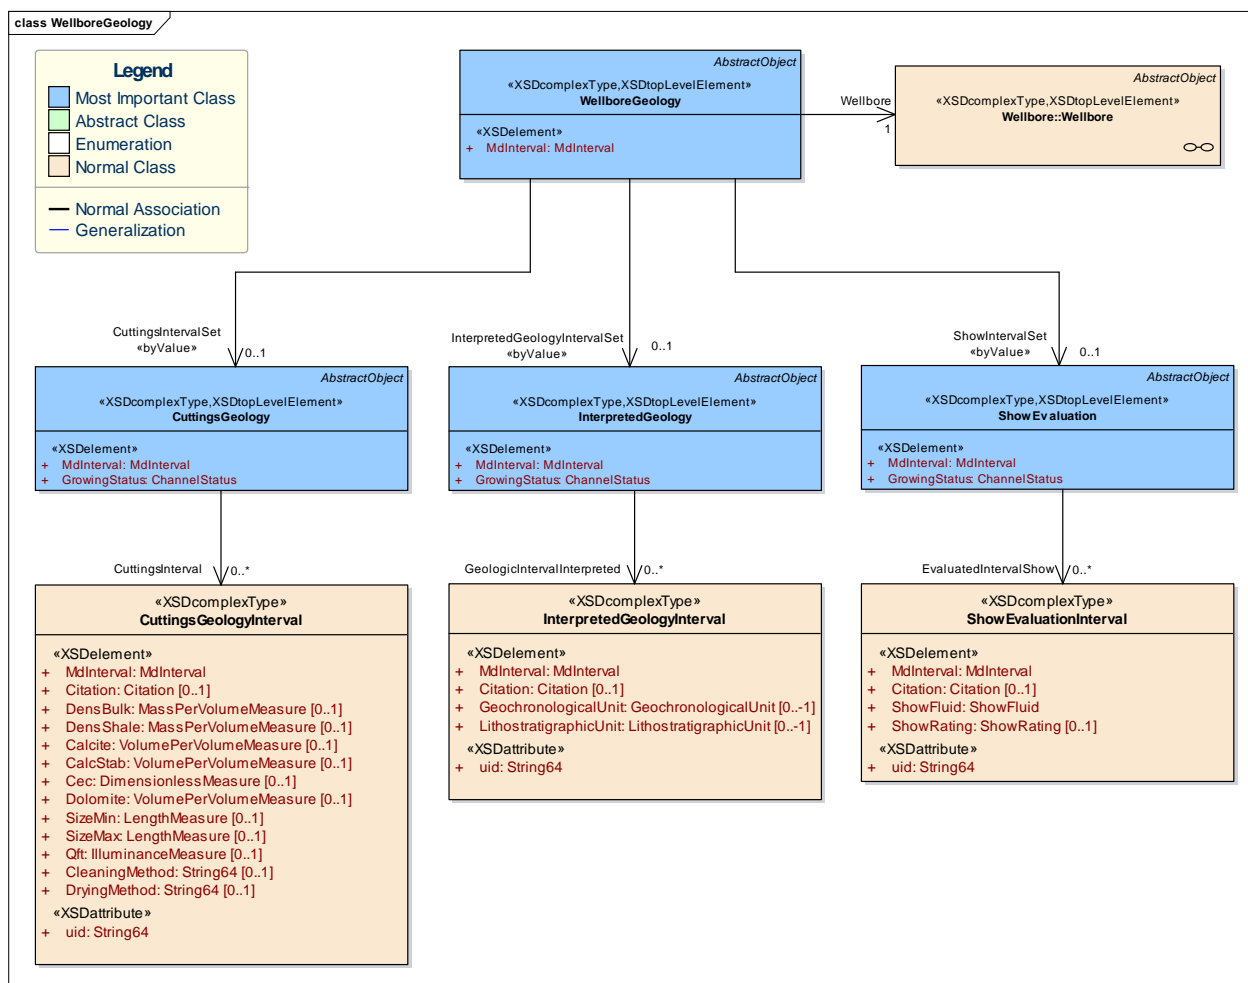 class WellboreGeology
Legend
Most Important Class
Abstract Class
Enumeration
Normal Class
Normal Association
Generalization
AbstractObject
«XSDcomplexType,XSDtopLevelElement»
WellboreGeology
«XSDelement»
+ MdInterval: MdInterval
Wellbore
1
AbstractObject
«XSDcomplexType,XSDtopLevelElement»
Wellbore::Wellbore
CuttingsIntervalSet
«byValue»
0..1
InterpretedGeologyIntervalSet
«byValue»
0..1
ShowIntervalSet
«byValue»
0..1
AbstractObject
«XSDcomplexType,XSDtopLevelElement»
CuttingsGeology
«XSDelement»
+ MdInterval: MdInterval
+ GrowingStatus: ChannelStatus
AbstractObject
«XSDcomplexType,XSDtopLevelElement»
InterpretedGeology
«XSDelement»
+ MdInterval: MdInterval
+ GrowingStatus: ChannelStatus
AbstractObject
«XSDcomplexType,XSDtopLevelElement»
ShowEvaluation
«XSDelement»
+ MdInterval: MdInterval
+ GrowingStatus: ChannelStatus
CuttingsInterval
0..*
GeologicIntervalInterpreted
0..*
EvaluatedIntervalShow
0..*
«XSDcomplexType»
CuttingsGeologyInterval
«XSDelement»
+ MdInterval: MdInterval
+ Citation: Citation [0..1]
+ DensBulk: MassPerVolumeMeasure [0..1]
+ DensShale: MassPerVolumeMeasure [0..1]
+ Calcite: VolumePerVolumeMeasure [0..1]
+ CalcStab: VolumePerVolumeMeasure [0..1]
+ Cec: DimensionlessMeasure [0..1]
+ Dolomite: VolumePerVolumeMeasure [0..1]
+ SizeMin: LengthMeasure [0..1]
+ SizeMax: LengthMeasure [0..1]
+ Qft: IlluminanceMeasure [0..1]
+ CleaningMethod: String64 [0..1]
+ DryingMethod: String64 [0..1]
«XSDattribute»
+ uid: String64
«XSDcomplexType»
InterpretedGeologyInterval
«XSDelement»
+ MdInterval: MdInterval
+ Citation: Citation [0..1]
+ GeochronologicalUnit: GeochronologicalUnit [0..-1]
+ LithostratigraphicUnit: LithostratigraphicUnit [0..-1]
«XSDattribute»
+ uid: String64
«XSDcomplexType»
ShowEvaluationInterval
«XSDelement»
+ MdInterval: MdInterval
+ Citation: Citation [0..1]
+ ShowFluid: ShowFluid
+ ShowRating: ShowRating [0..1]
«XSDattribute»
+ uid: String64